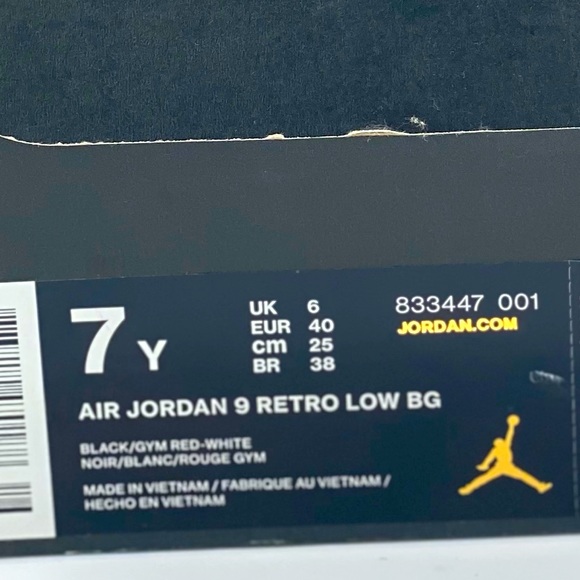 7 Y
UK 6
EUR 40
cm 25
BR 38
833447 001
JORDAN.COM
AIR JORDAN 9 RETRO LOW BG
BLACK/GYM RED-WHITE
NOIR/BLANC/ROUGE GYM
MADE IN VIETNAM / FABRIQUE AU VIETNAM /
HECHO EN VIETNAM